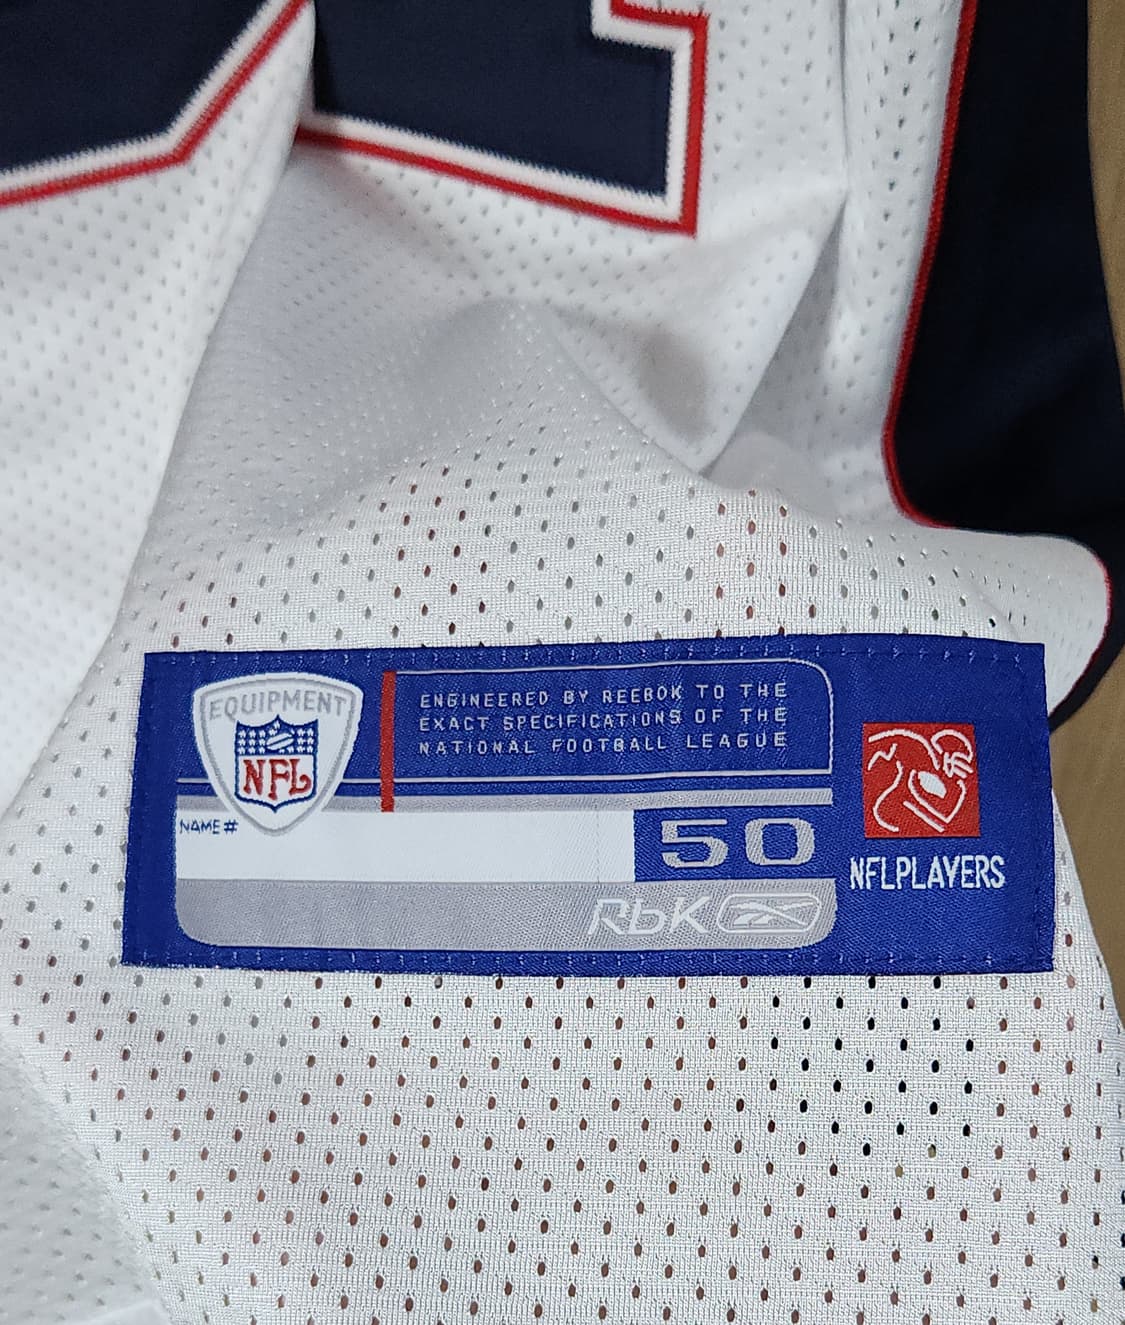 EQUIPMENT
NFL
ENGINEERED BY REEBOK TO THE
EXACT SPECIFICATIONS OF THE
NATIONAL FOOTBALL LEAGUE
NAME #
50
RbK
NFLPLAYERS